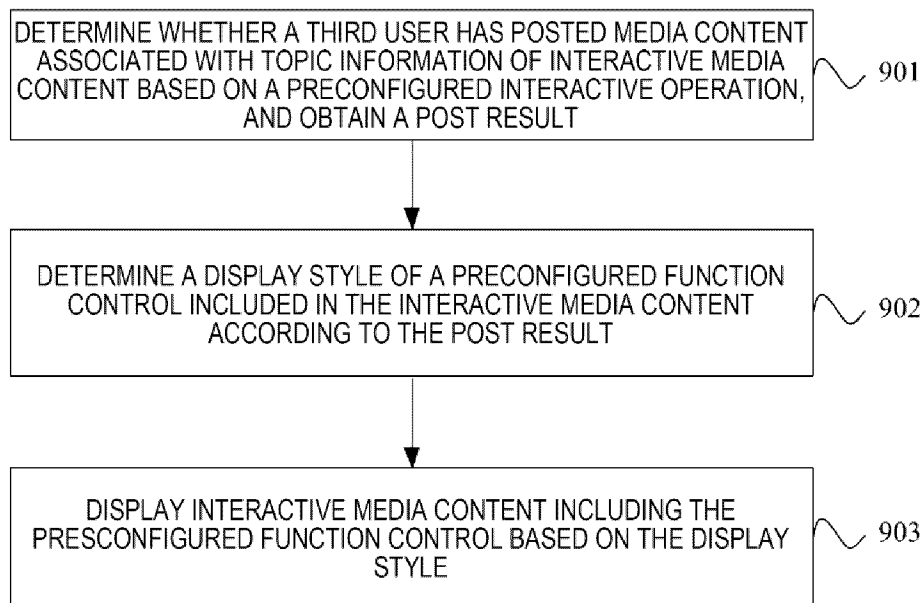 DETERMINE WHETHER A THIRD USER HAS POSTED MEDIA CONTENT
ASSOCIATED WITH TOPIC INFORMATION OF INTERACTIVE MEDIA
CONTENT BASED ON A PRECONFIGURED INTERACTIVE OPERATION,
AND OBTAIN A POST RESULT
901
DETERMINE A DISPLAY STYLE OF A PRECONFIGURED FUNCTION
CONTROL INCLUDED IN THE INTERACTIVE MEDIA CONTENT
ACCORDING TO THE POST RESULT
902
DISPLAY INTERACTIVE MEDIA CONTENT INCLUDING THE
PRESCONFIGURED FUNCTION CONTROL BASED ON THE DISPLAY
STYLE
903